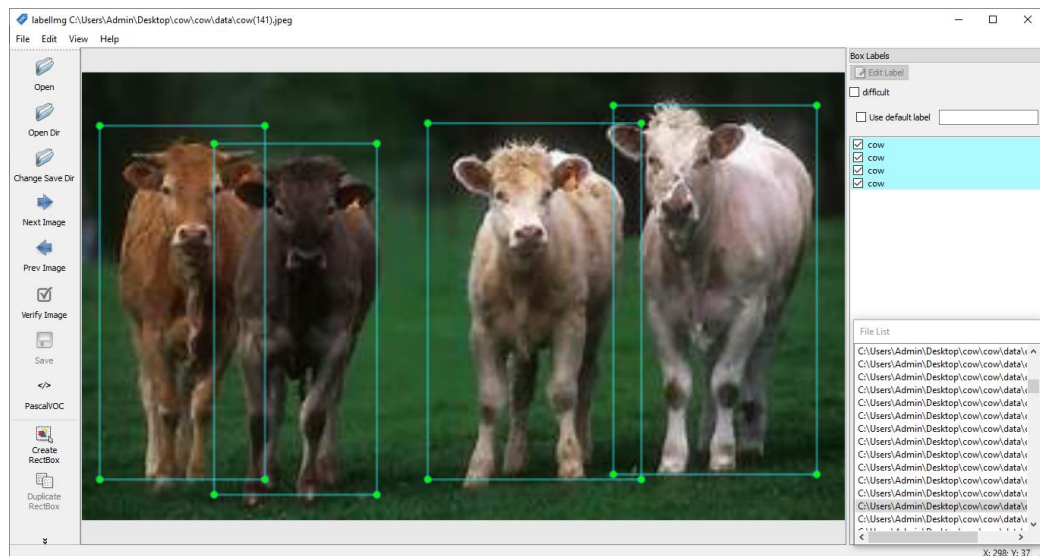 labelImg C:\Users\Admin\Desktop\cow\cow\data\cow(141).jpeg
File Edit View Help
Open
Open Dir
Change Save Dir
Next Image
Prev Image
Verify Image
Save
</>
PascalVOC
Create
RectBox
Duplicate
RectBox
Box Labels
Edit Label
difficult
Use default label
cow
cow
cow
cow
File List
C:\Users\Admin\Desktop\cow\cow\data\c
C:\Users\Admin\Desktop\cow\cow\data\c
C:\Users\Admin\Desktop\cow\cow\data\c
C:\Users\Admin\Desktop\cow\cow\data\c
C:\Users\Admin\Desktop\cow\cow\data\c
C:\Users\Admin\Desktop\cow\cow\data\c
C:\Users\Admin\Desktop\cow\cow\data\c
C:\Users\Admin\Desktop\cow\cow\data\c
C:\Users\Admin\Desktop\cow\cow\data\c
C:\Users\Admin\Desktop\cow\cow\data\c
C:\Users\Admin\Desktop\cow\cow\data\c
C:\Users\Admin\Desktop\cow\cow\data\c
C:\Users\Admin\Desktop\cow\cow\data\c
C:\Users\Admin\Desktop\cow\cow\data\c
X: 298; Y: 37